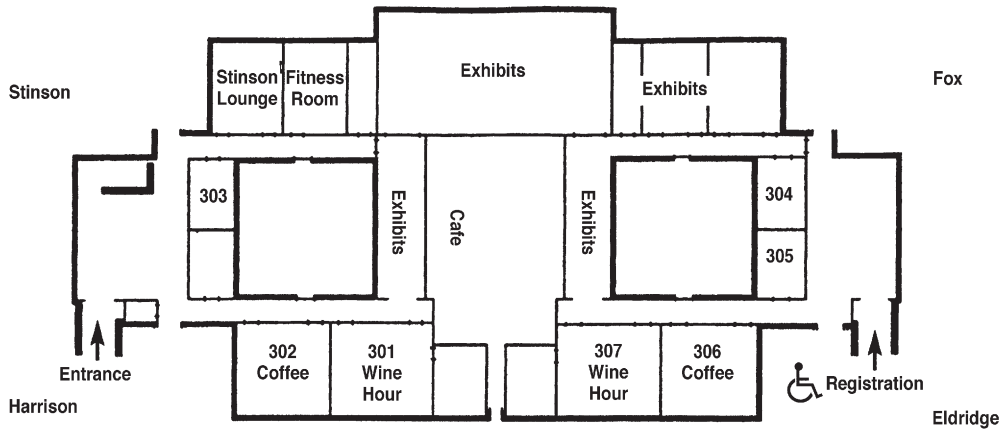 Stinson
Fox
Stinson
Lounge
Fitness
Room
Exhibits
Exhibits
303
Exhibits
Cafe
Exhibits
304
305
302
Coffee
301
Wine
Hour
307
Wine
Hour
306
Coffee
Entrance
Registration
Harrison
Eldridge